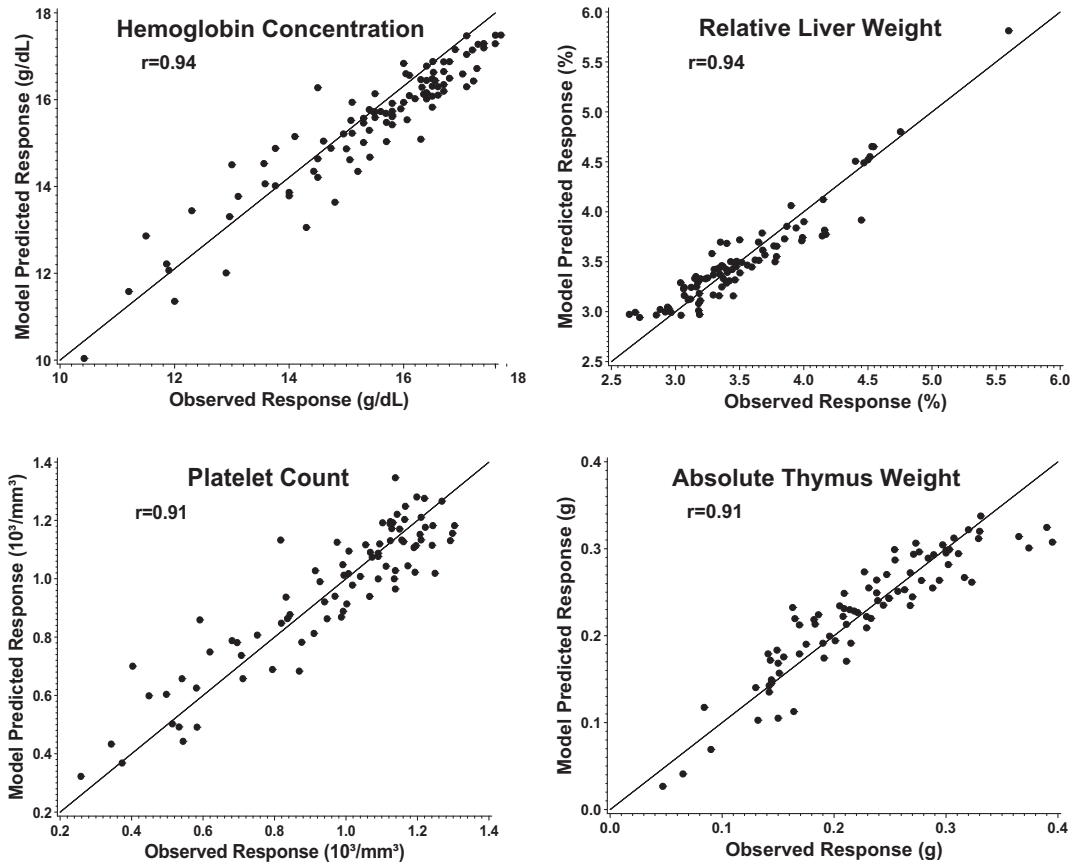 Hemoglobin Concentration
r=0.94
Model Predicted Response (g/dL)
18
16
14
12
10
10 12 14 16 18
Observed Response (g/dL)
Relative Liver Weight
r=0.94
Model Predicted Response (%)
6.0
5.5
5.0
4.5
4.0
3.5
3.0
2.5
2.5 3.0 3.5 4.0 4.5 5.0 5.5 6.0
Observed Response (%)
Platelet Count
r=0.91
Model Predicted Response (10³/mm³)
1.4
1.2
1.0
0.8
0.6
0.4
0.2
0.2 0.4 0.6 0.8 1.0 1.2 1.4
Observed Response (10³/mm³)
Absolute Thymus Weight
r=0.91
Model Predicted Response (g)
0.4
0.3
0.2
0.1
0.0
0.0 0.1 0.2 0.3 0.4
Observed Response (g)